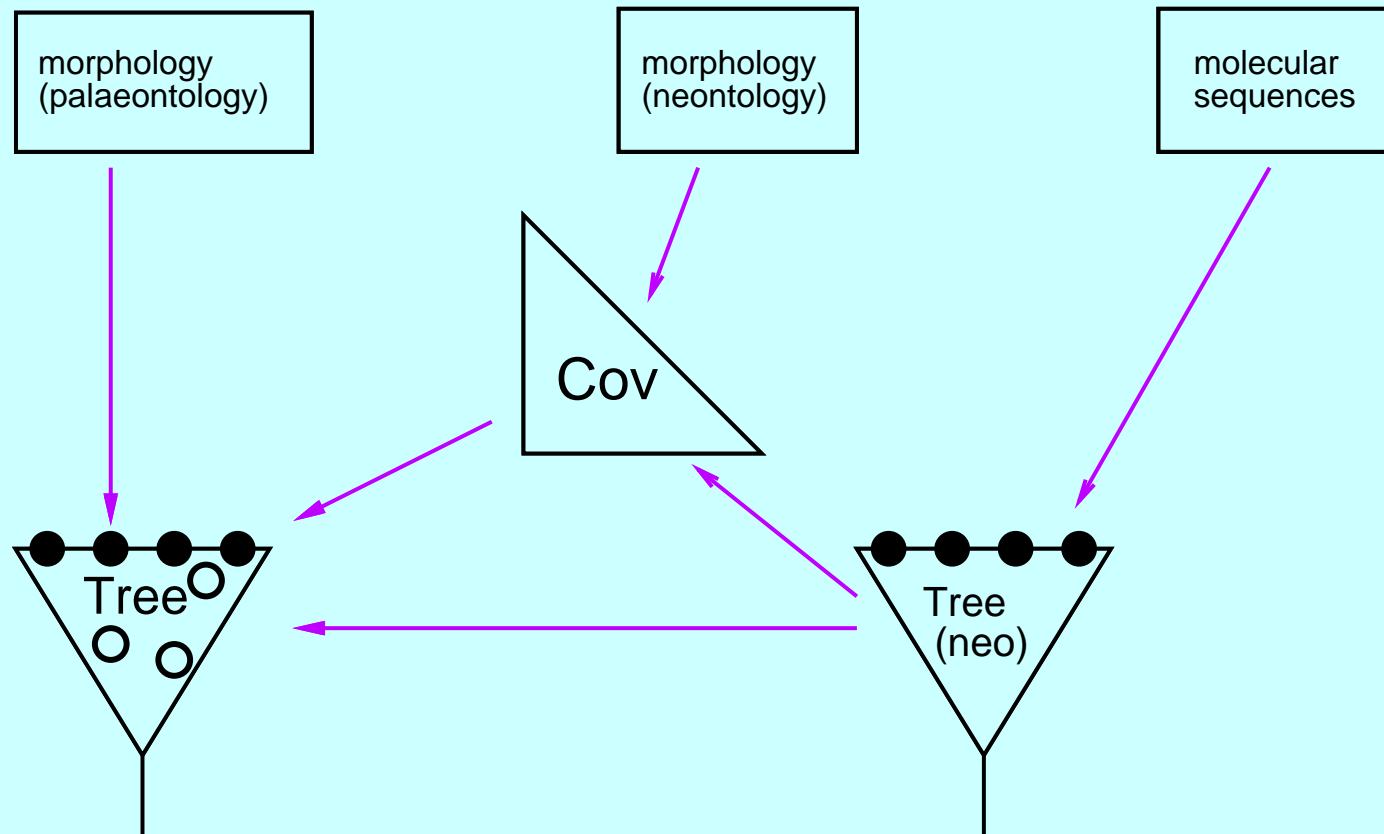 morphology
(palaeontology)
morphology
(neontology)
molecular
sequences
Cov
Tree
Tree
(neo)